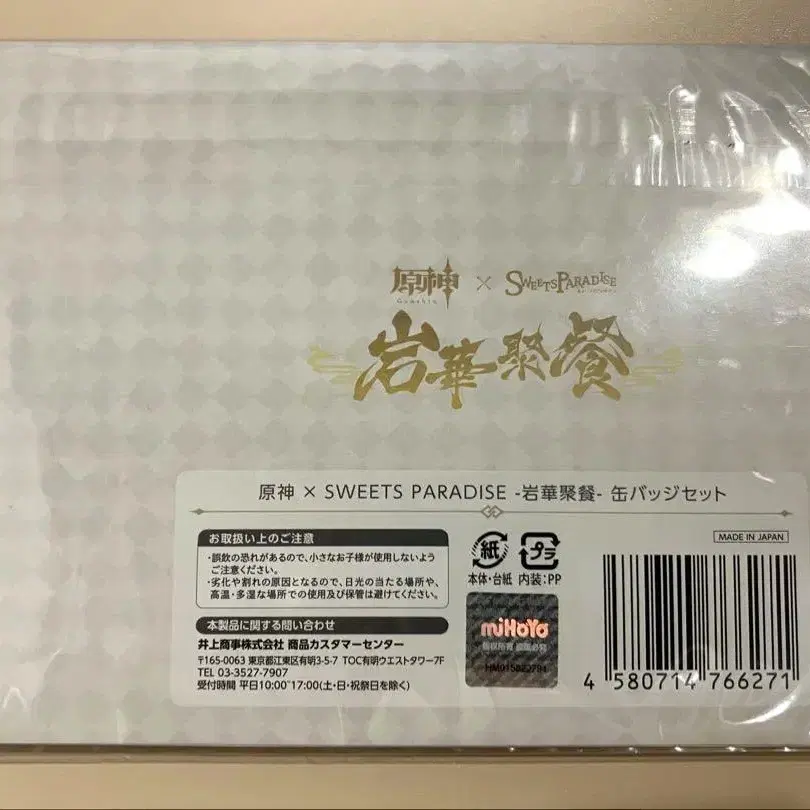 原神 × SWEETS PARADISE
Genshin
岩華聚餐
原神 × SWEETS PARADISE -岩華聚餐- 缶バッジセット
お取扱い上のご注意
・誤飲の恐れがあるので、小さなお子様が使用しないよう
ご注意ください。
・劣化や割れの原因となるので、日光の当たる場所や、
高温・多湿な場所での使用及び保管は避けてください。
本製品に関する問い合わせ
井上商事株式会社 商品カスタマーセンター
〒165-0063 東京都江東区有明3-5-7 TOC有明ウエストタワー7F
TEL 03-3527-7907
受付時間 平日10:00~17:00(土・日・祝祭日を除く)
紙
プラ
本体・台紙 内装:PP
miHoYo
版权所有 盗版必究
MADE IN JAPAN
4 580714 766271